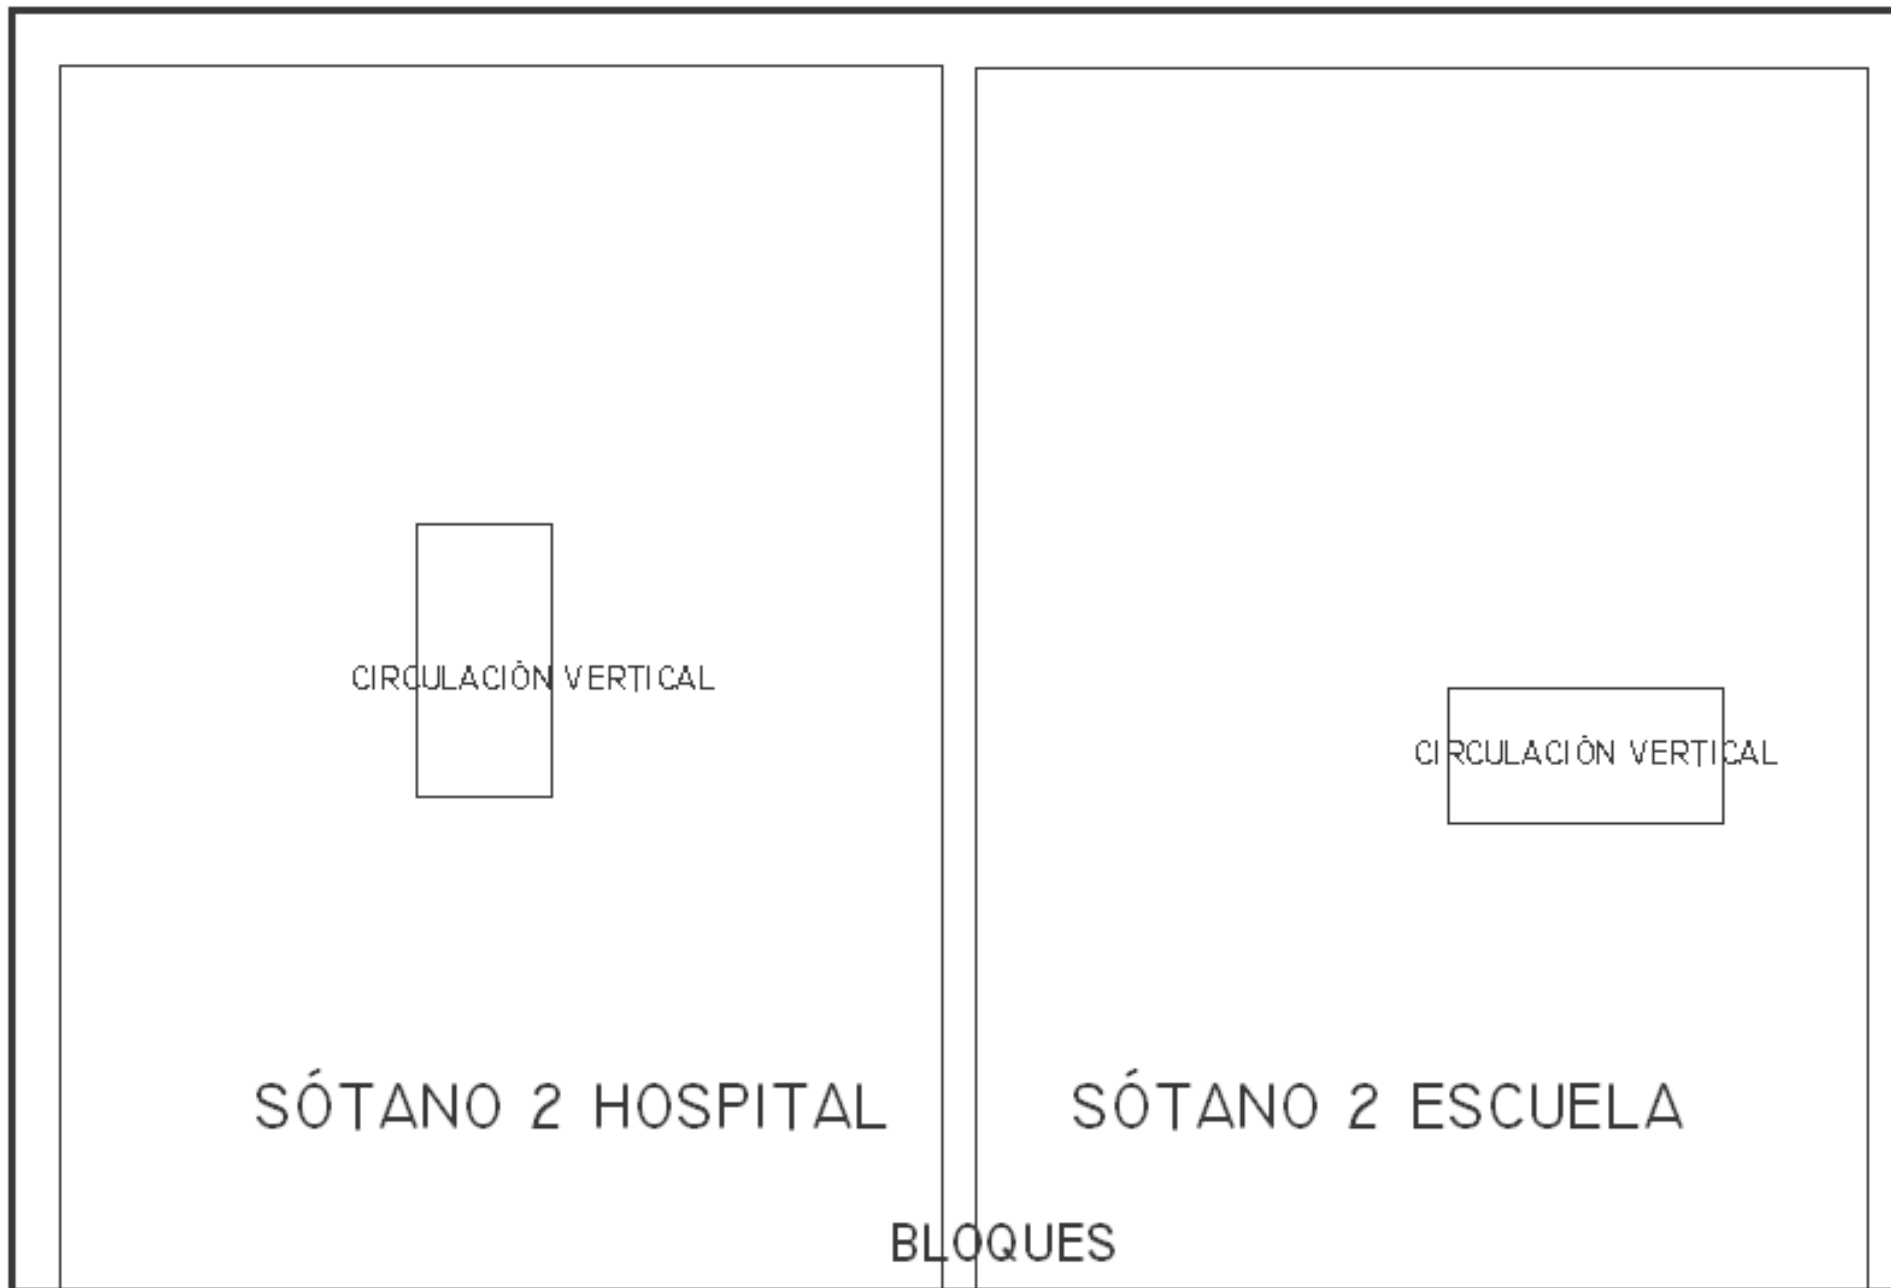 CIRCULACIÓN VERTICAL
CIRCULACIÓN VERTICAL
SÓTANO 2 HOSPITAL
SÓTANO 2 ESCUELA
BLOQUES